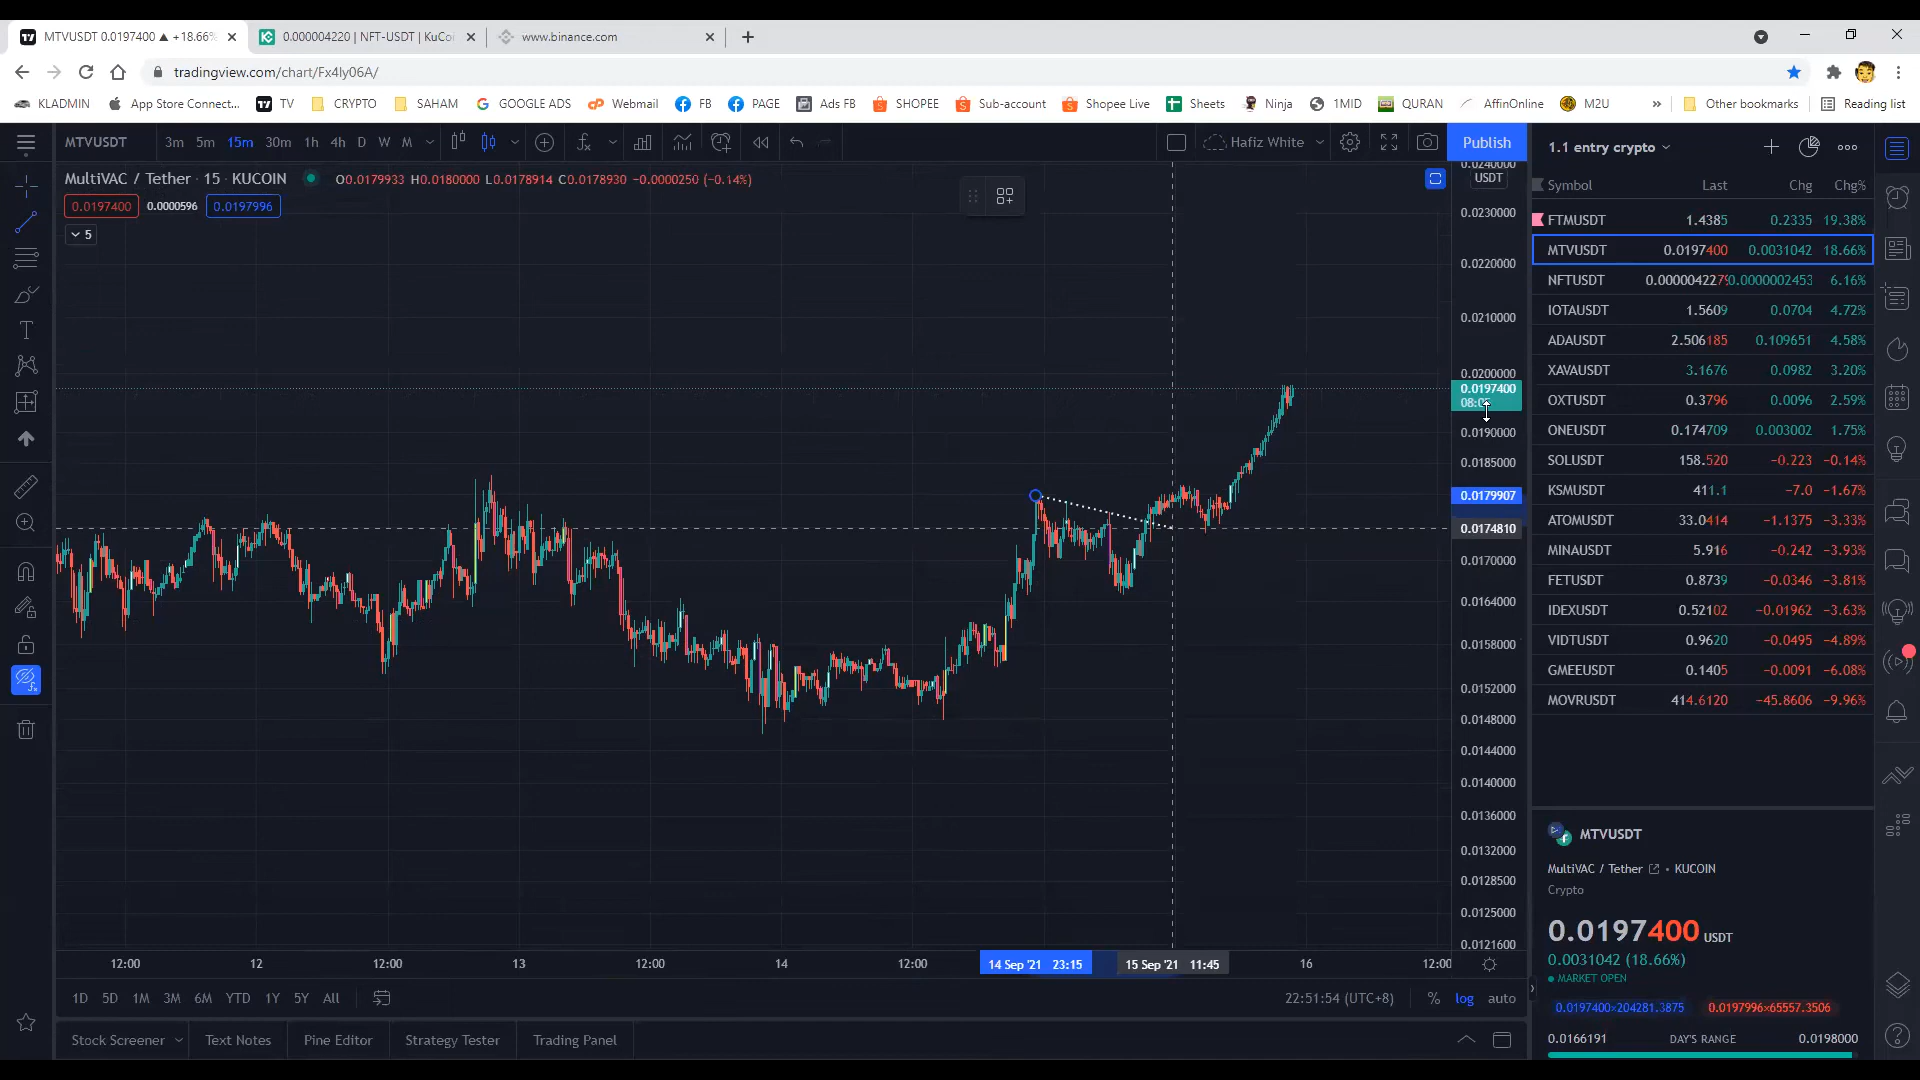 MTVUSDT 0.0197400 ▲ +18.66%
0.000004220 | NFT-USDT | KuCoi
www.binance.com
tradingview.com/chart/Fx4ly06A/
KLADMIN App Store Connect... TV CRYPTO SAHAM GOOGLE ADS Webmail FB PAGE Ads FB SHOPEE Sub-account Shopee Live Sheets Ninja 1MID QURAN AffinOnline M2U » Other bookmarks Reading list
MTVUSDT 3m 5m 15m 30m 1h 4h D W M Hafiz White Publish
MultiVAC / Tether · 15 · KUCOIN O0.0179933 H0.0180000 L0.0178914 C0.0178930 −0.0000250 (−0.14%)
0.0197400 0.0000596 0.0197996
5
0.0240000
USDT
0.0230000
0.0220000
0.0210000
0.0200000
0.0197400
0.0190000
0.0185000
0.0179907
0.0174810
0.0170000
0.0164000
0.0158000
0.0152000
0.0148000
0.0144000
0.0140000
0.0136000
0.0132000
0.0128500
0.0125000
0.0121600
12:00 12 12:00 13 12:00 14 12:00 14 Sep '21 23:15 15 Sep '21 11:45 16 12:00
1D 5D 1M 3M 6M YTD 1Y 5Y All 22:51:54 (UTC+8) % log auto
Stock Screener Text Notes Pine Editor Strategy Tester Trading Panel
1.1 entry crypto
Symbol Last Chg Chg%
FTMUSDT 1.4385 0.2335 19.38%
MTVUSDT 0.0197400 0.0031042 18.66%
NFTUSDT 0.000004227 0.0000002453 6.16%
IOTAUSDT 1.5609 0.0704 4.72%
ADAUSDT 2.506185 0.109651 4.58%
XAVAUSDT 3.1676 0.0982 3.20%
OXTUSDT 0.3796 0.0096 2.59%
ONEUSDT 0.174709 0.003002 1.75%
SOLUSDT 158.520 −0.223 −0.14%
KSMUSDT 411.1 −7.0 −1.67%
ATOMUSDT 33.0414 −1.1375 −3.33%
MINAUSDT 5.916 −0.242 −3.93%
FETUSDT 0.8739 −0.0346 −3.81%
IDEXUSDT 0.52102 −0.01962 −3.63%
VIDTUSDT 0.9620 −0.0495 −4.89%
GMEEUSDT 0.1405 −0.0091 −6.08%
MOVRUSDT 414.6120 −45.8606 −9.96%
MTVUSDT
MultiVAC / Tether • KUCOIN
Crypto
0.0197400 USDT
0.0031042 (18.66%)
MARKET OPEN
0.0197400×204281.3875 0.0197996×65557.3506
0.0166191 DAY'S RANGE 0.0198000